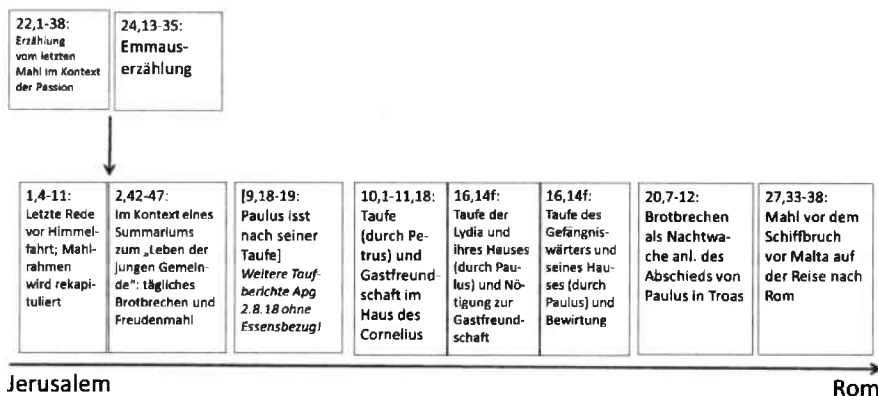 22,1-38:
Erzählung
vom letzten
Mahl im Kontext
der Passion
24,13-35:
Emmaus-
erzählung
1,4-11:
Letzte Rede
vor Himmel-
fahrt; Mahl-
rahmen
wird rekapi-
tuliert
2,42-47:
Im Kontext eines
Summariums
zum „Leben der
jungen Gemein-
de“: tägliches
Brotbrechen und
Freudenmahl
[9,18-19:
Paulus isst
nach seiner
Taufe]
Weitere Tauf-
berichte Apg
2.8.18 ohne
Essensbezug!
10,1-11,18:
Taufe
(durch Pe-
trus) und
Gastfreund-
schaft im
Haus des
Cornelius
16,14f:
Taufe der
Lydia und
ihres Hauses
(durch Pau-
lus) und Nö-
tigung zur
Gastfreund-
schaft
16,14f:
Taufe des
Gefängnis-
wärters und
seines Hau-
ses (durch
Paulus) und
Bewirtung
20,7-12:
Brotbrechen
als Nachtwa-
che anl. des
Abschieds von
Paulus in Troas
27,33-38:
Mahl vor dem
Schiffbruch
vor Malta auf
der Reise nach
Rom
Jerusalem
Rom